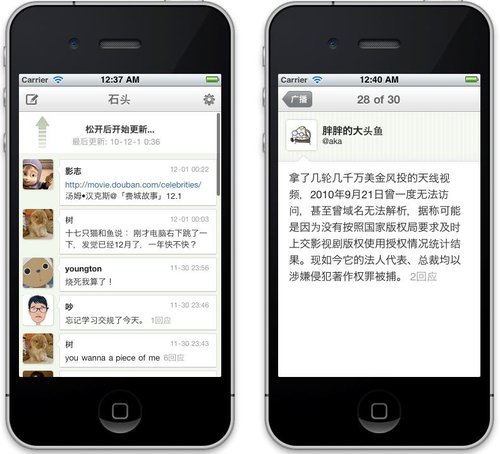 Carrier
12:37 AM
石头
松开后开始更新...
最后更新: 10-12-1 0:36
影志
12-01 00:22
http://movie.douban.com/celebrities/
汤姆•汉克斯@「费城故事」12.1
树
12-01 00:03
十七只猫和鱼说： 刚才电脑右下跳了一
下，发觉已经12月了，一年快不快？
youngton
11-30 23:56
烧死我算了！
吵
11-30 23:46
忘记学习交规了今天。 1回应
树
11-30 23:43
you wanna a piece of me 6回应
Carrier
12:40 AM
广播
28 of 30
胖胖的大头鱼
@aka
拿了几轮几千万美金风投的天线视
频，2010年9月21日曾一度无法访
问，甚至曾域名无法解析，据称可能
是因为没有按照国家版权局要求及时
上交影视剧版权使用授权情况统计结
果。现如今它的法人代表、总裁均以
涉嫌侵犯著作权罪被捕。 2回应